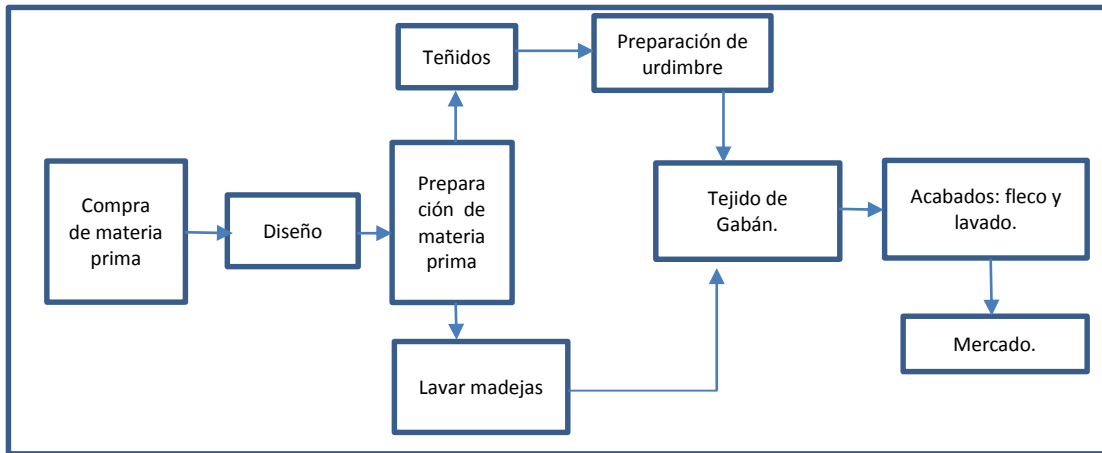 Compra
de materia
prima
Diseño
Prepara
ción de
materia
prima
Teñidos
Preparación de
urdimbre
Lavar madejas
Tejido de
Gabán.
Acabados: fleco y
lavado.
Mercado.